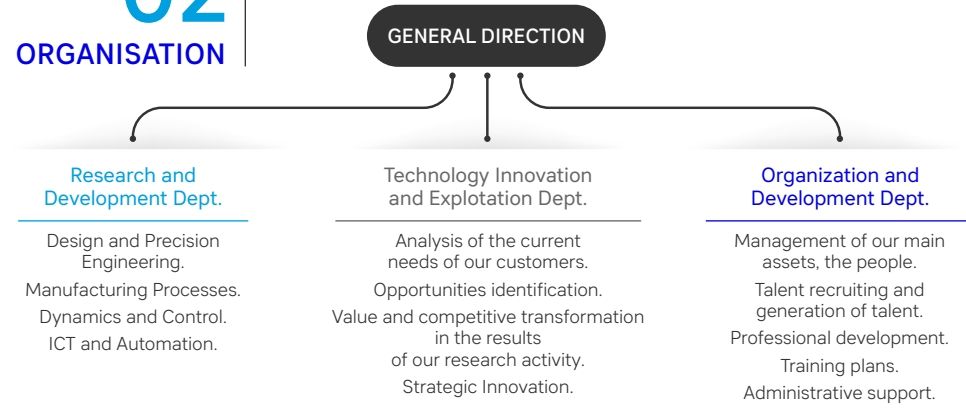 02
ORGANISATION
GENERAL DIRECTION
Research and
Development Dept.
Design and Precision
Engineering.
Manufacturing Processes.
Dynamics and Control.
ICT and Automation.
Technology Innovation
and Explotation Dept.
Analysis of the current
needs of our customers.
Opportunities identification.
Value and competitive transformation
in the results
of our research activity.
Strategic Innovation.
Organization and
Development Dept.
Management of our main
assets, the people.
Talent recruiting and
generation of talent.
Professional development.
Training plans.
Administrative support.